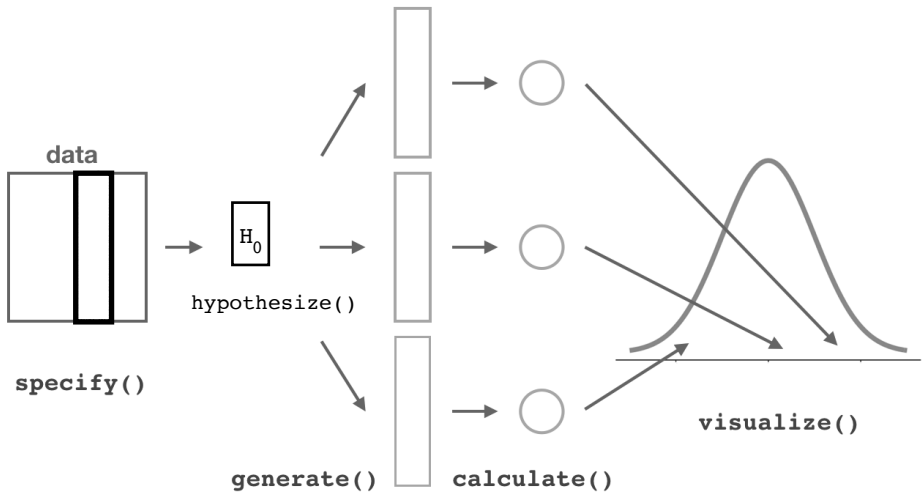 data
H0
hypothesize()
specify()
generate()
calculate()
visualize()